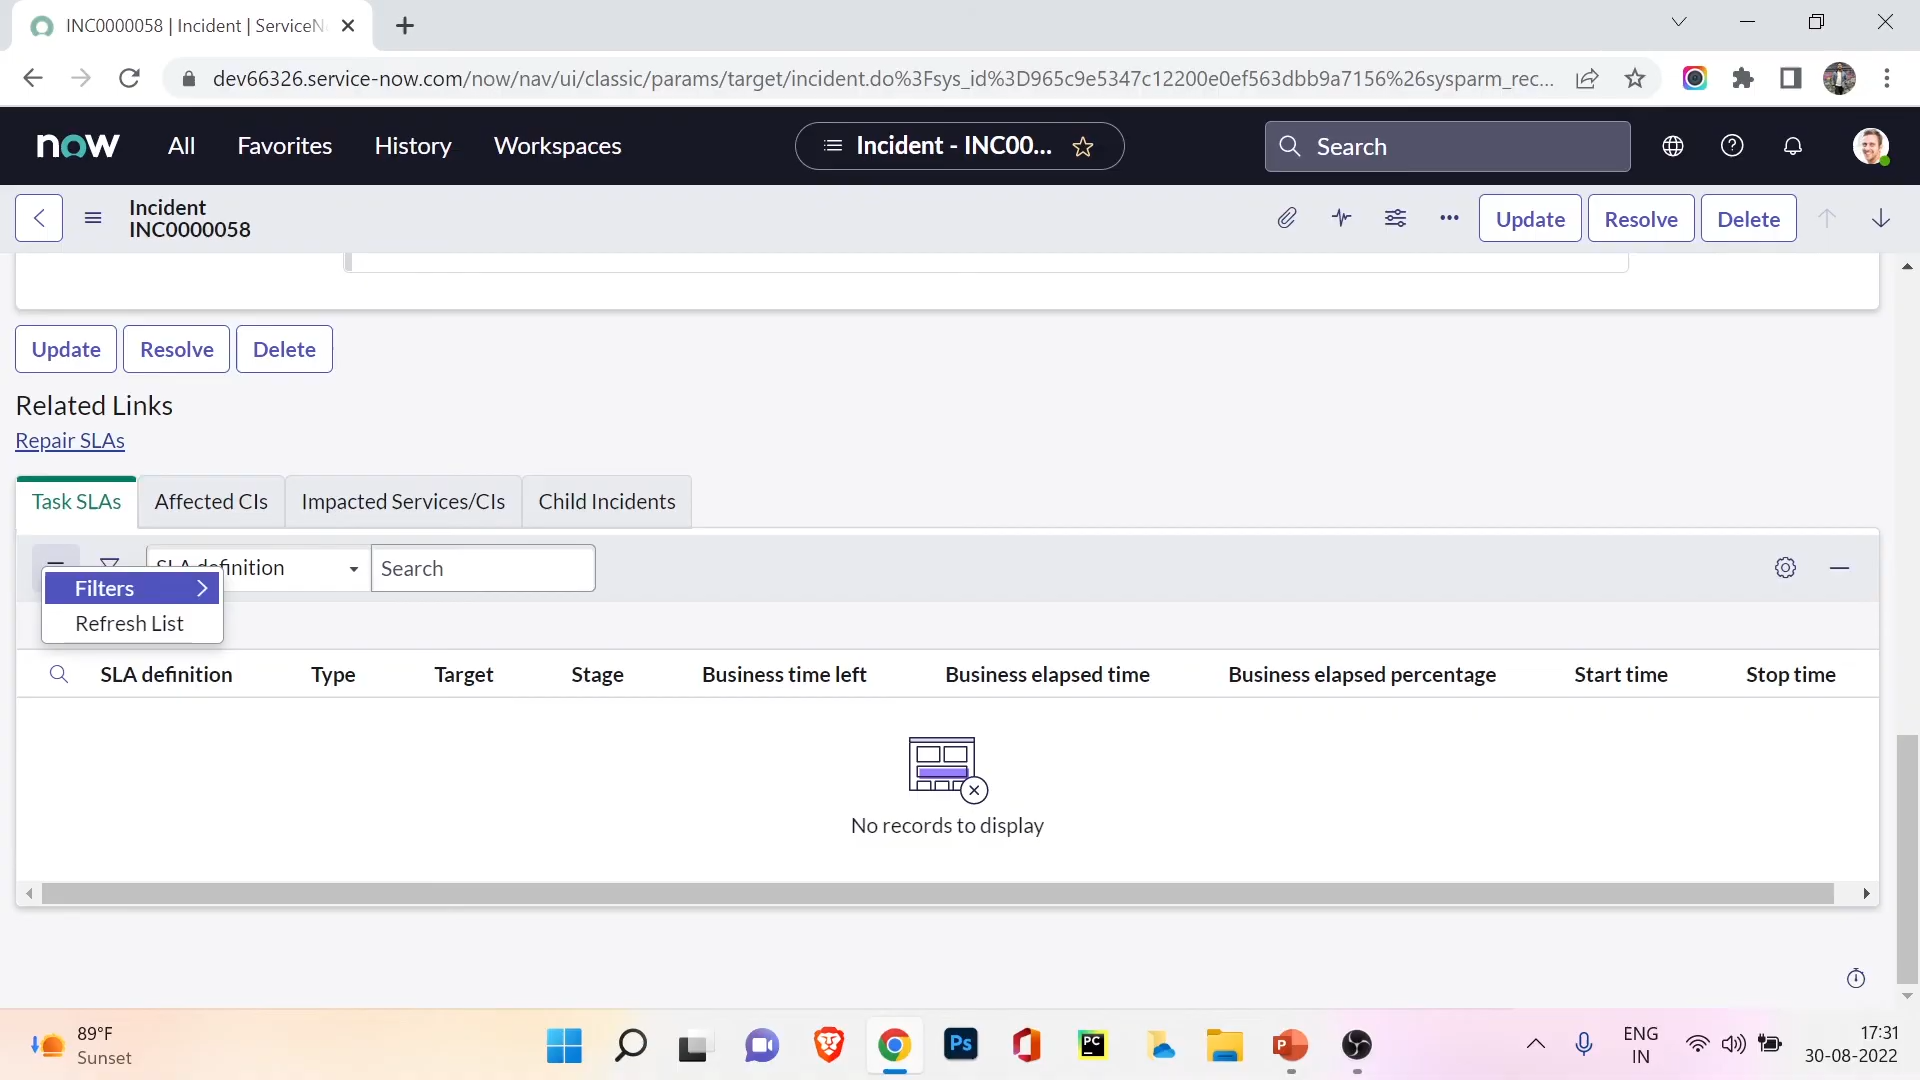 INC0000058 | Incident | ServiceN
dev66326.service-now.com/now/nav/ui/classic/params/target/incident.do%3Fsys_id%3D965c9e5347c12200e0ef563dbb9a7156%26sysparm_rec...
now All Favorites History Workspaces Incident - INC00... Search
Incident
INC0000058
Update Resolve Delete
Update Resolve Delete
Related Links
Repair SLAs
Task SLAs Affected CIs Impacted Services/CIs Child Incidents
SLA definition Search
Filters
Refresh List
SLA definition Type Target Stage Business time left Business elapsed time Business elapsed percentage Start time Stop time
No records to display
89°F
Sunset
Ps
PC
P
ENG
IN
17:31
30-08-2022